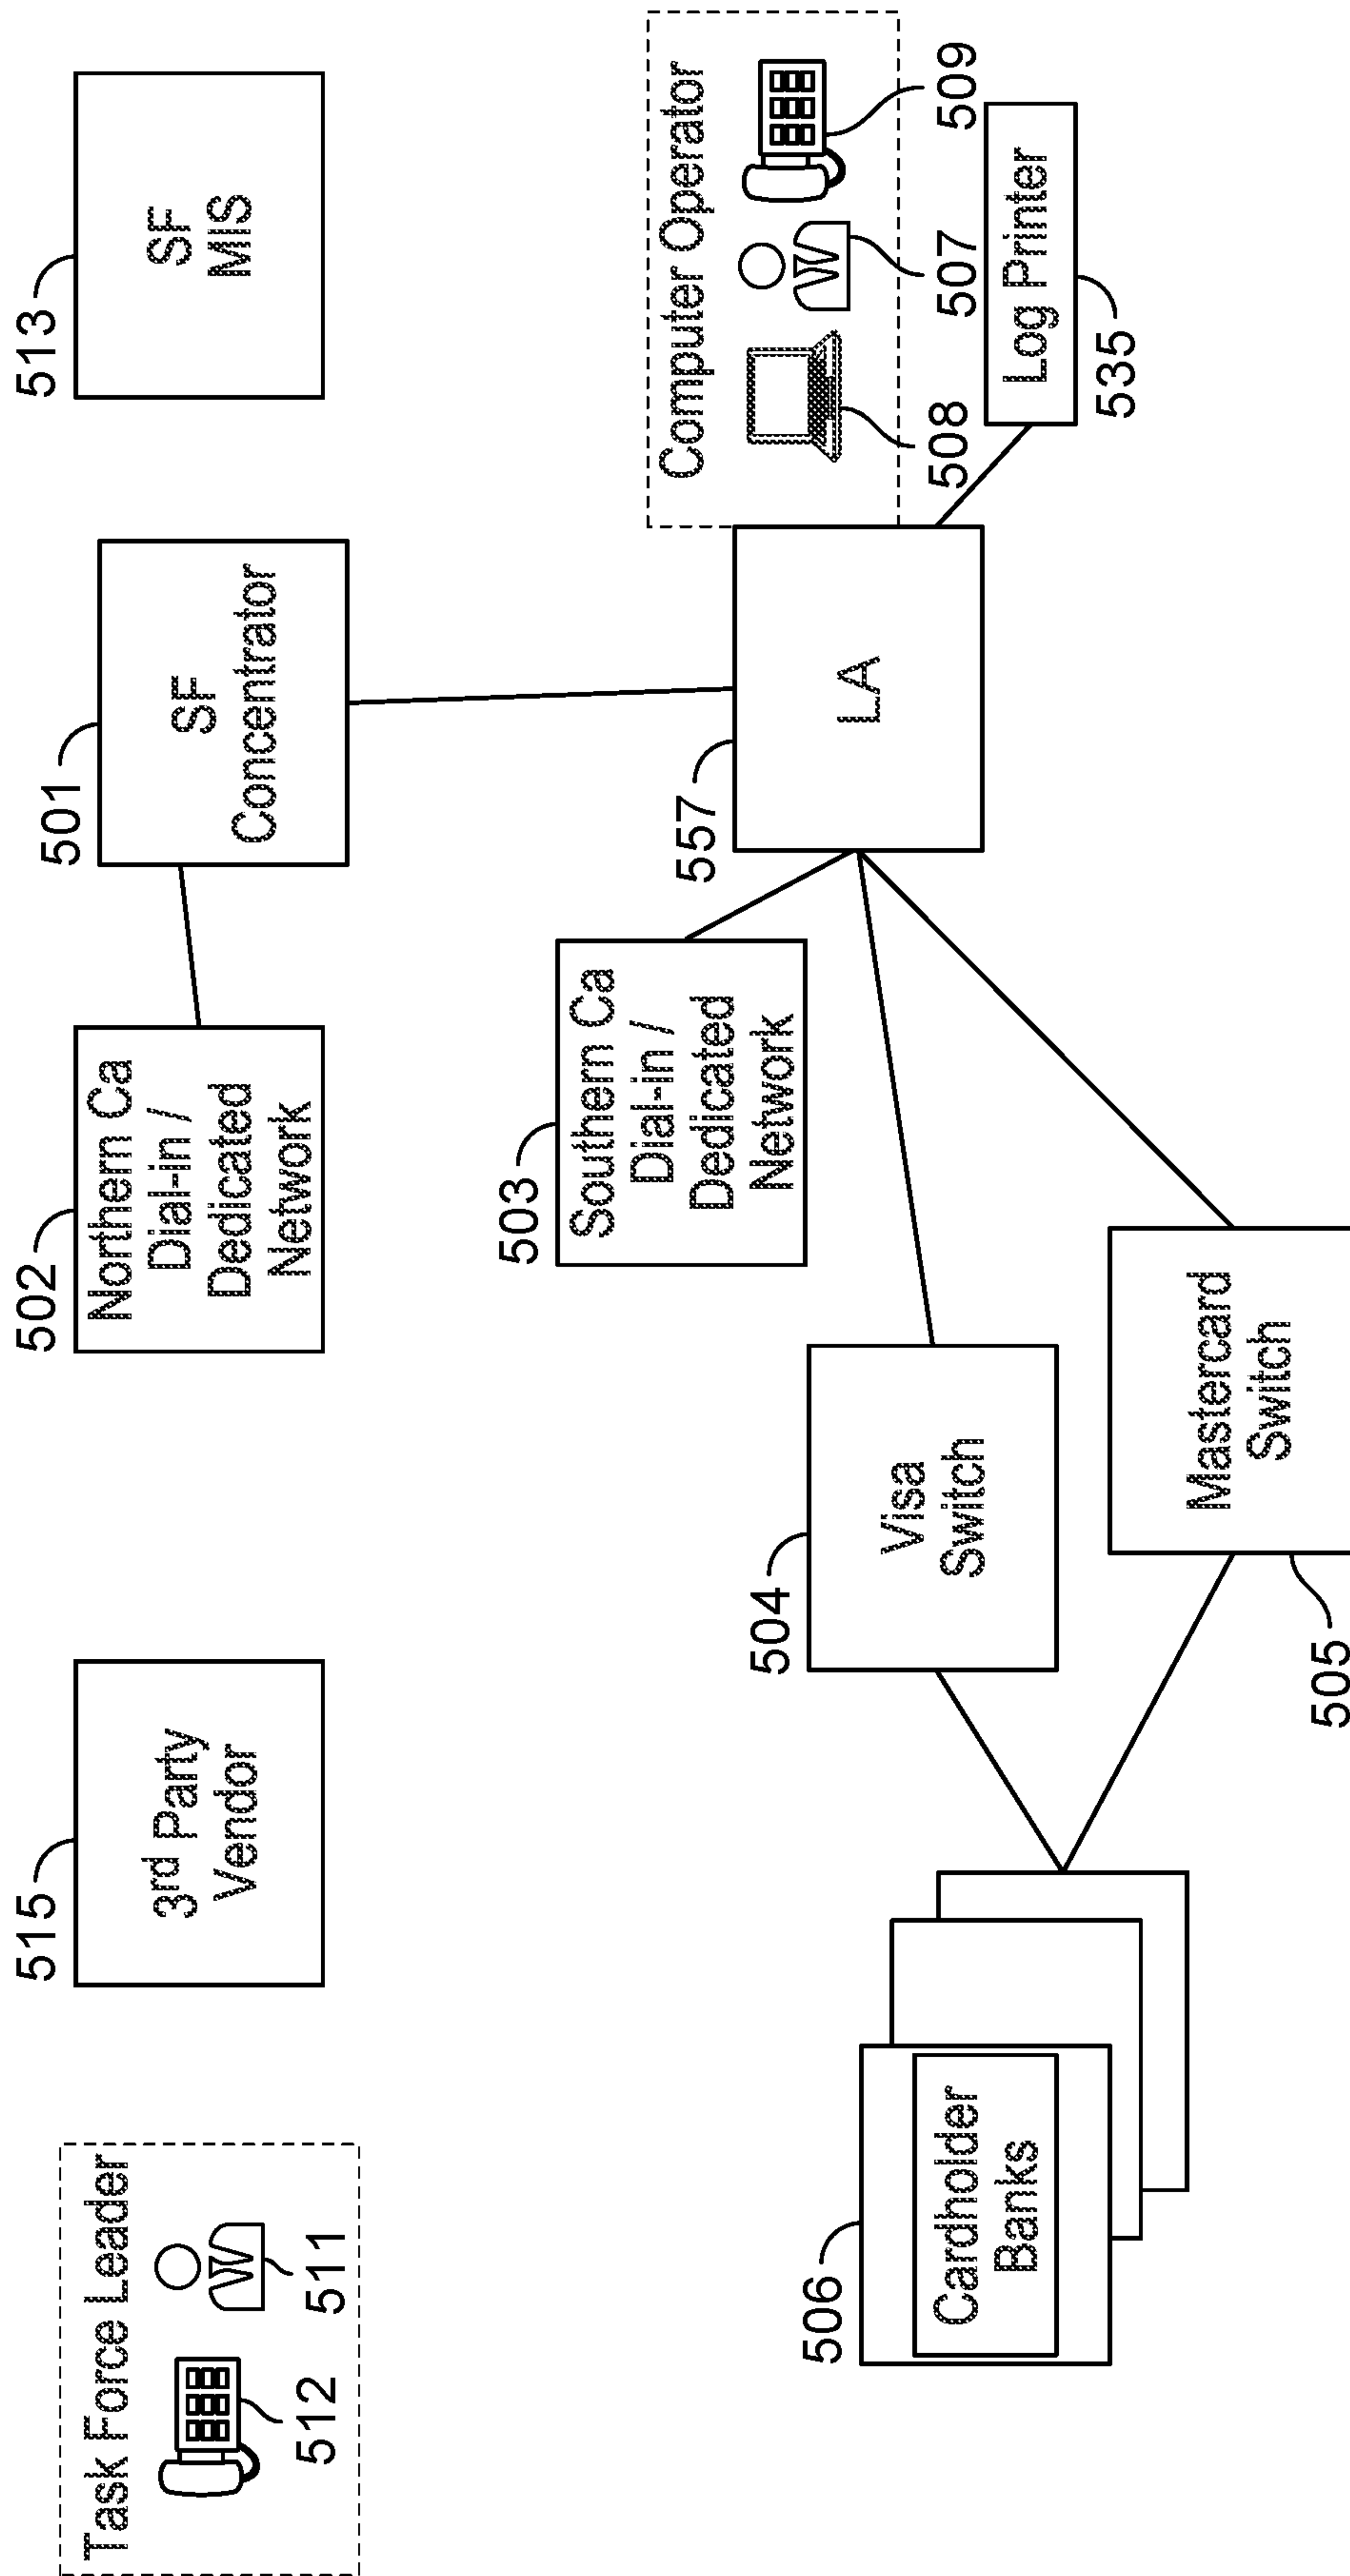 Task Force Leader
512
511
515
3rd Party
Vendor
502
Northern Ca
Dial-in /
Dedicated
Network
501
SF
Concentrator
513
SF
MIS
503
Southern Ca
Dial-in /
Dedicated
Network
557
LA
Computer Operator
508
507
509
Log Printer
535
504
Visa
Switch
505
Mastercard
Switch
506
Cardholder
Banks